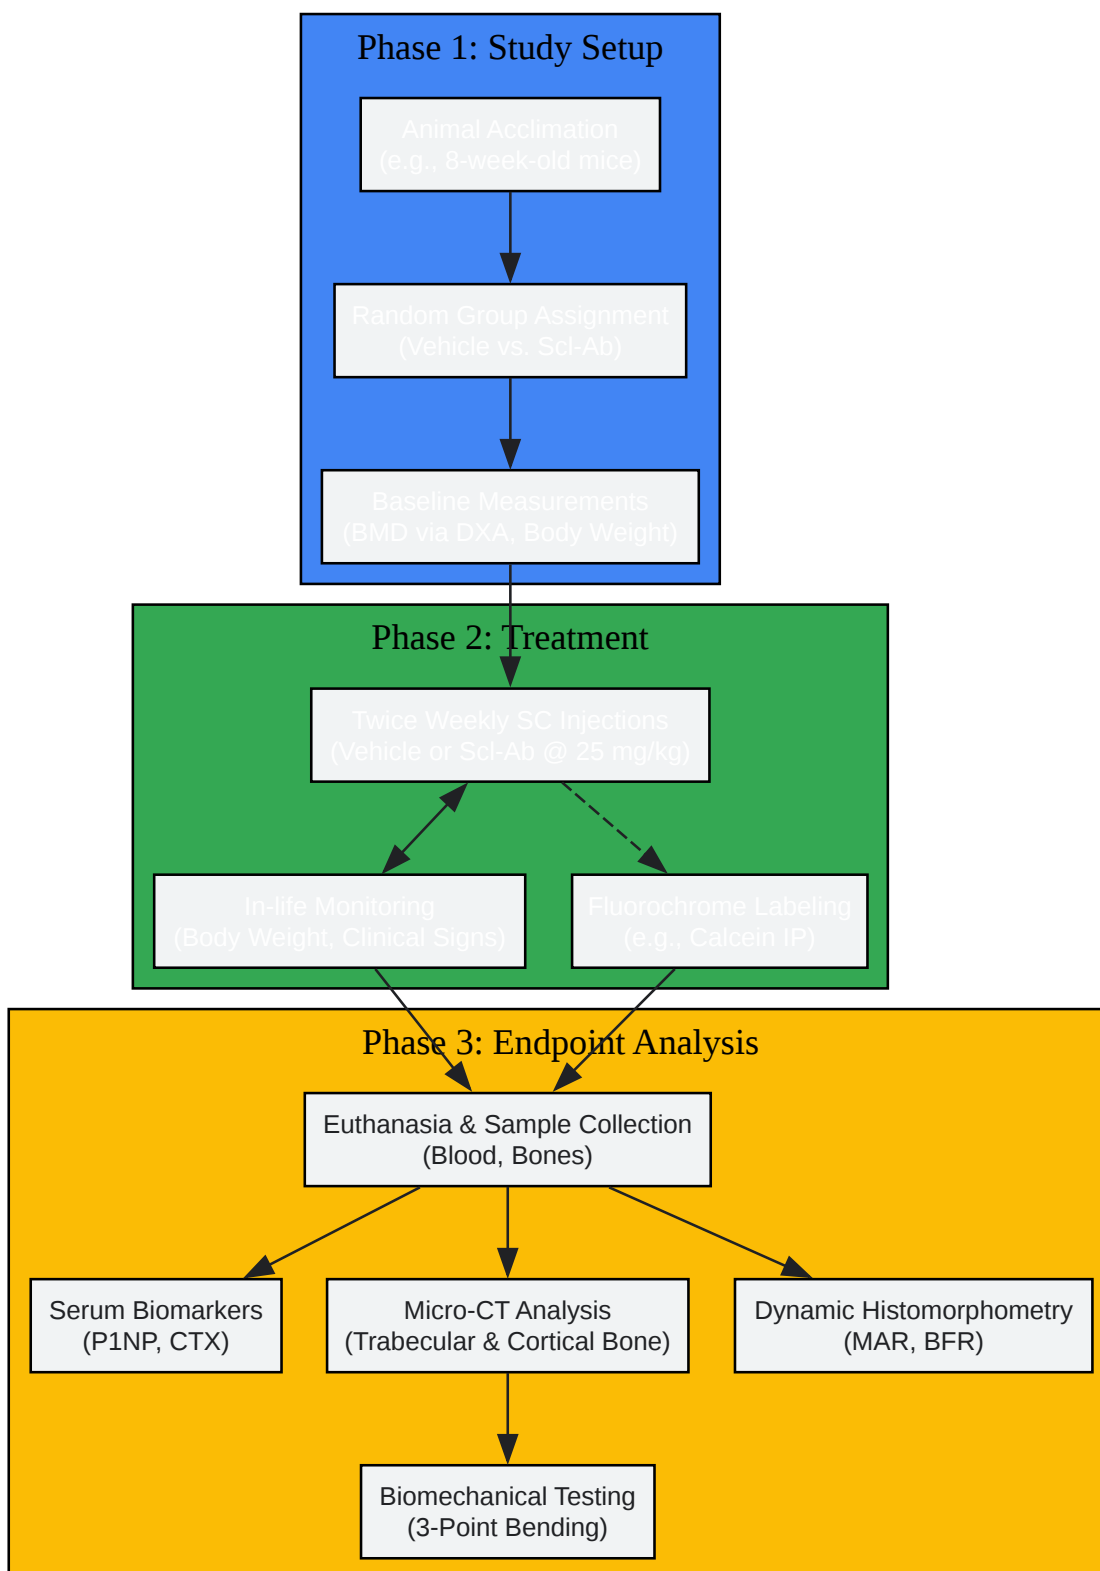 Phase 1: Study Setup
Animal Acclimation
(e.g., 8-week-old mice)
Random Group Assignment
(Vehicle vs. Scl-Ab)
Baseline Measurements
(BMD via DXA, Body Weight)
Phase 2: Treatment
Twice Weekly SC Injections
(Vehicle or Scl-Ab @ 25 mg/kg)
In-life Monitoring
(Body Weight, Clinical Signs)
Fluorochrome Labeling
(e.g., Calcein IP)
Phase 3: Endpoint Analysis
Euthanasia & Sample Collection
(Blood, Bones)
Serum Biomarkers
(P1NP, CTX)
Micro-CT Analysis
(Trabecular & Cortical Bone)
Dynamic Histomorphometry
(MAR, BFR)
Biomechanical Testing
(3-Point Bending)